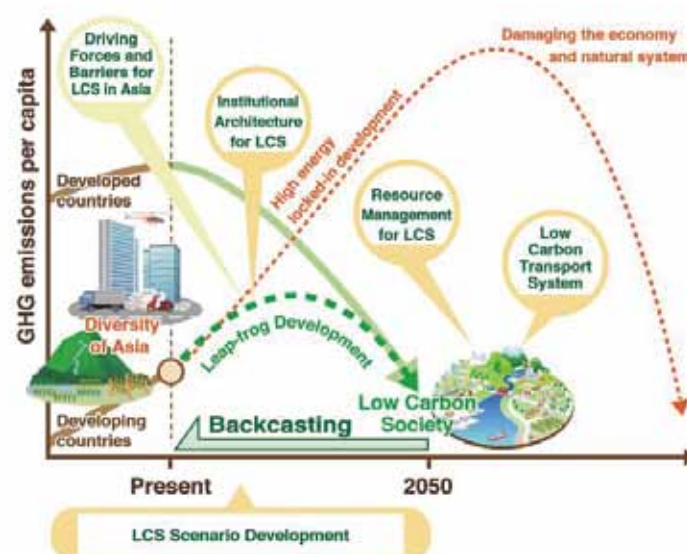 GHG emissions per capita
Driving
Forces and
Barriers for
LCS in Asia
Institutional
Architecture
for LCS
High energy
locked-in development
Damaging the economy
and natural system
Developed
countries
Resource
Management
for LCS
Low
Carbon
Transport
System
Diversity
of Asia
Leap-frog Development
Developing
countries
Low Carbon
Society
Backcasting
Present
2050
LCS Scenario Development